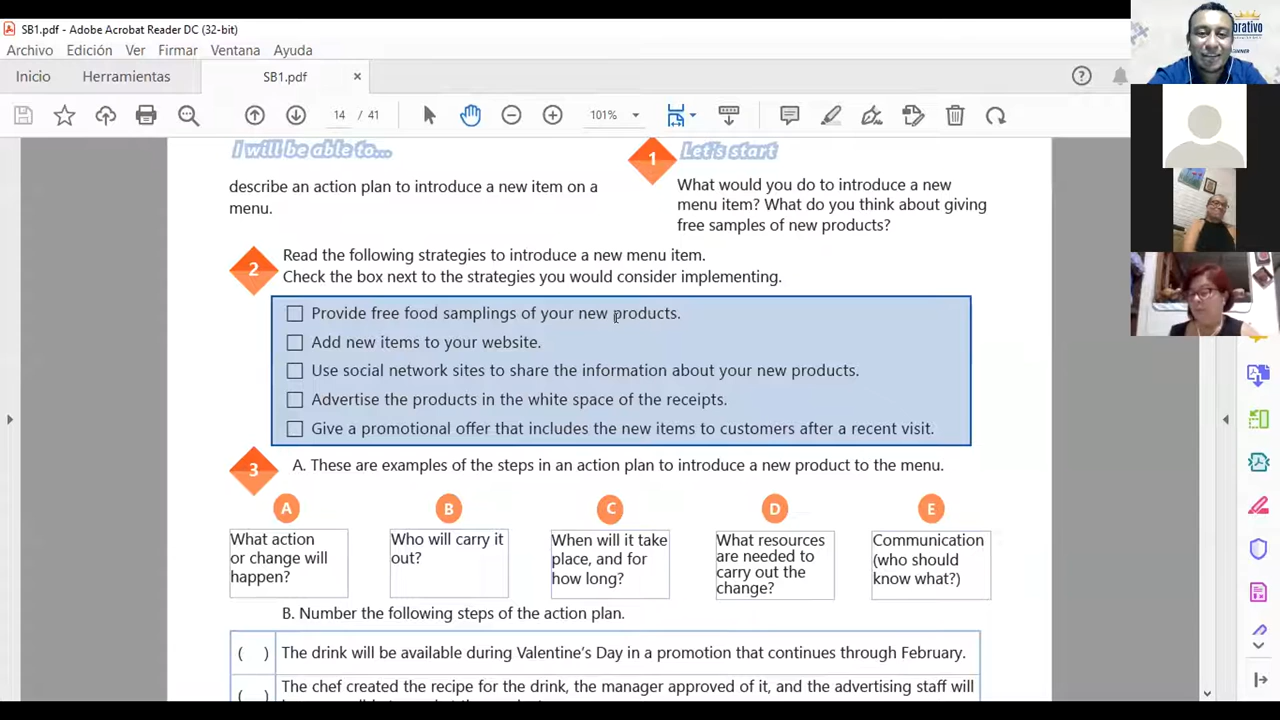 SB1.pdf - Adobe Acrobat Reader DC (32-bit)
Archivo Edición Ver Firmar Ventana Ayuda
Inicio Herramientas SB1.pdf ×
14 / 41 101%
I will be able to...
describe an action plan to introduce a new item on a
menu.
1 Let's start
What would you do to introduce a new
menu item? What do you think about giving
free samples of new products?
2 Read the following strategies to introduce a new menu item.
Check the box next to the strategies you would consider implementing.
Provide free food samplings of your new products.
Add new items to your website.
Use social network sites to share the information about your new products.
Advertise the products in the white space of the receipts.
Give a promotional offer that includes the new items to customers after a recent visit.
3 A. These are examples of the steps in an action plan to introduce a new product to the menu.
A
What action
or change will
happen?
B
Who will carry it
out?
C
When will it take
place, and for
how long?
D
What resources
are needed to
carry out the
change?
E
Communication
(who should
know what?)
B. Number the following steps of the action plan.
( ) The drink will be available during Valentine's Day in a promotion that continues through February.
( ) The chef created the recipe for the drink, the manager approved of it, and the advertising staff will
orativo